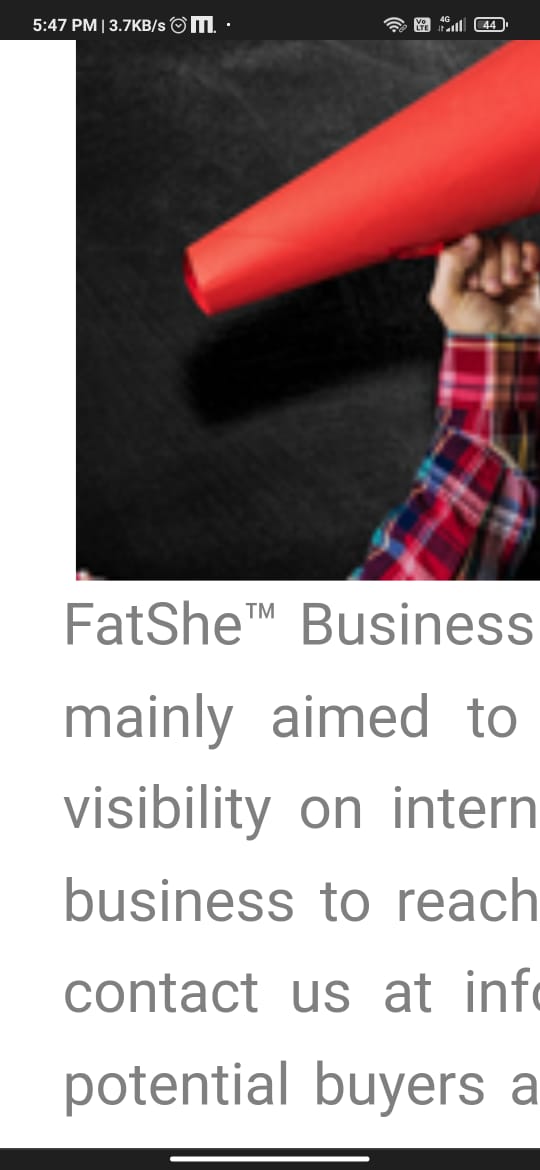 5:47 PM | 3.7KB/s
Vo LTE 4G 44
FatShe™ Business
mainly aimed to
visibility on intern
business to reach
contact us at info
potential buyers a